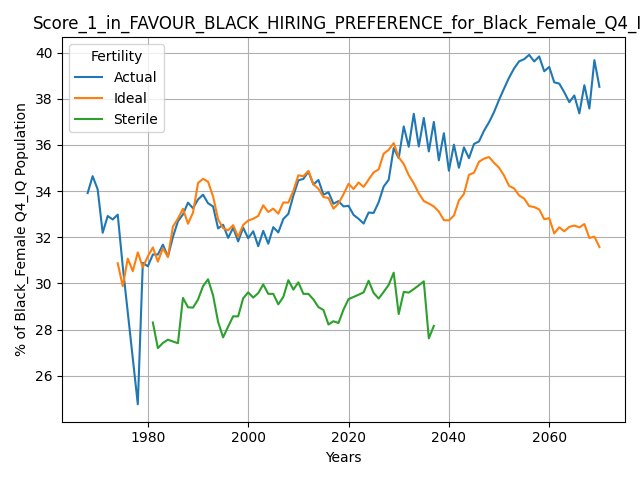 Score_1_in_FAVOUR_BLACK_HIRING_PREFERENCE_for_Black_Female_Q4_I
Fertility
Actual
Ideal
Sterile
% of Black_Female Q4_IQ Population
40
38
36
34
32
30
28
26
1980
2000
2020
2040
2060
Years